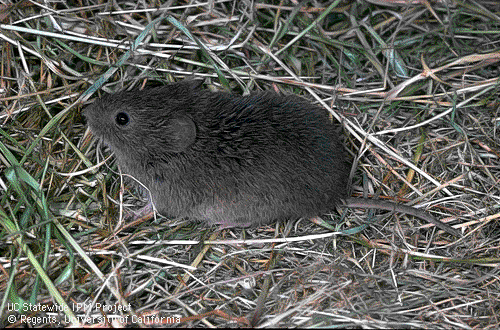 UC Statewide IPM Project
© Regents, University of California